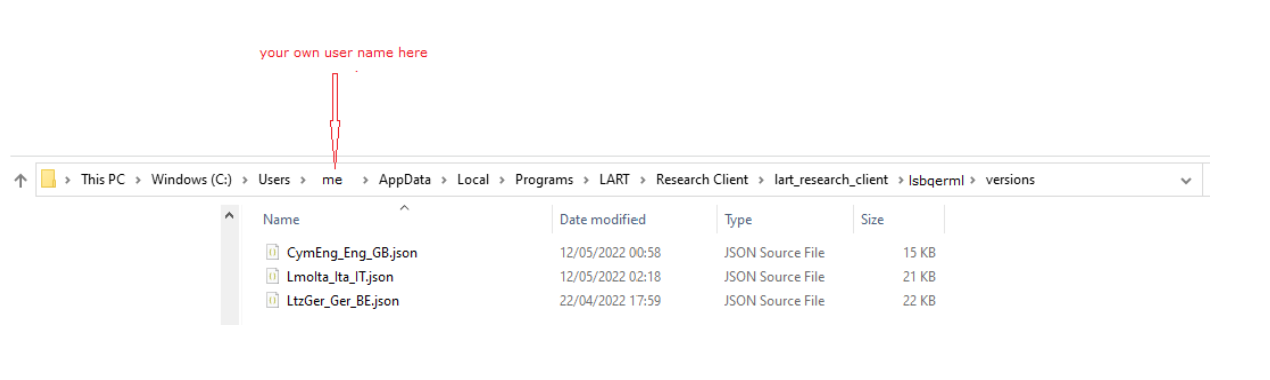 your own user name here
This PC > Windows (C:) > Users > me > AppData > Local > Programs > LART > Research Client > lart_research_client > lsbqerml > versions
Name Date modified Type Size
CymEng_Eng_GB.json 12/05/2022 00:58 JSON Source File 15 KB
LmoIta_Ita_IT.json 12/05/2022 02:18 JSON Source File 21 KB
LtzGer_Ger_BE.json 22/04/2022 17:59 JSON Source File 22 KB